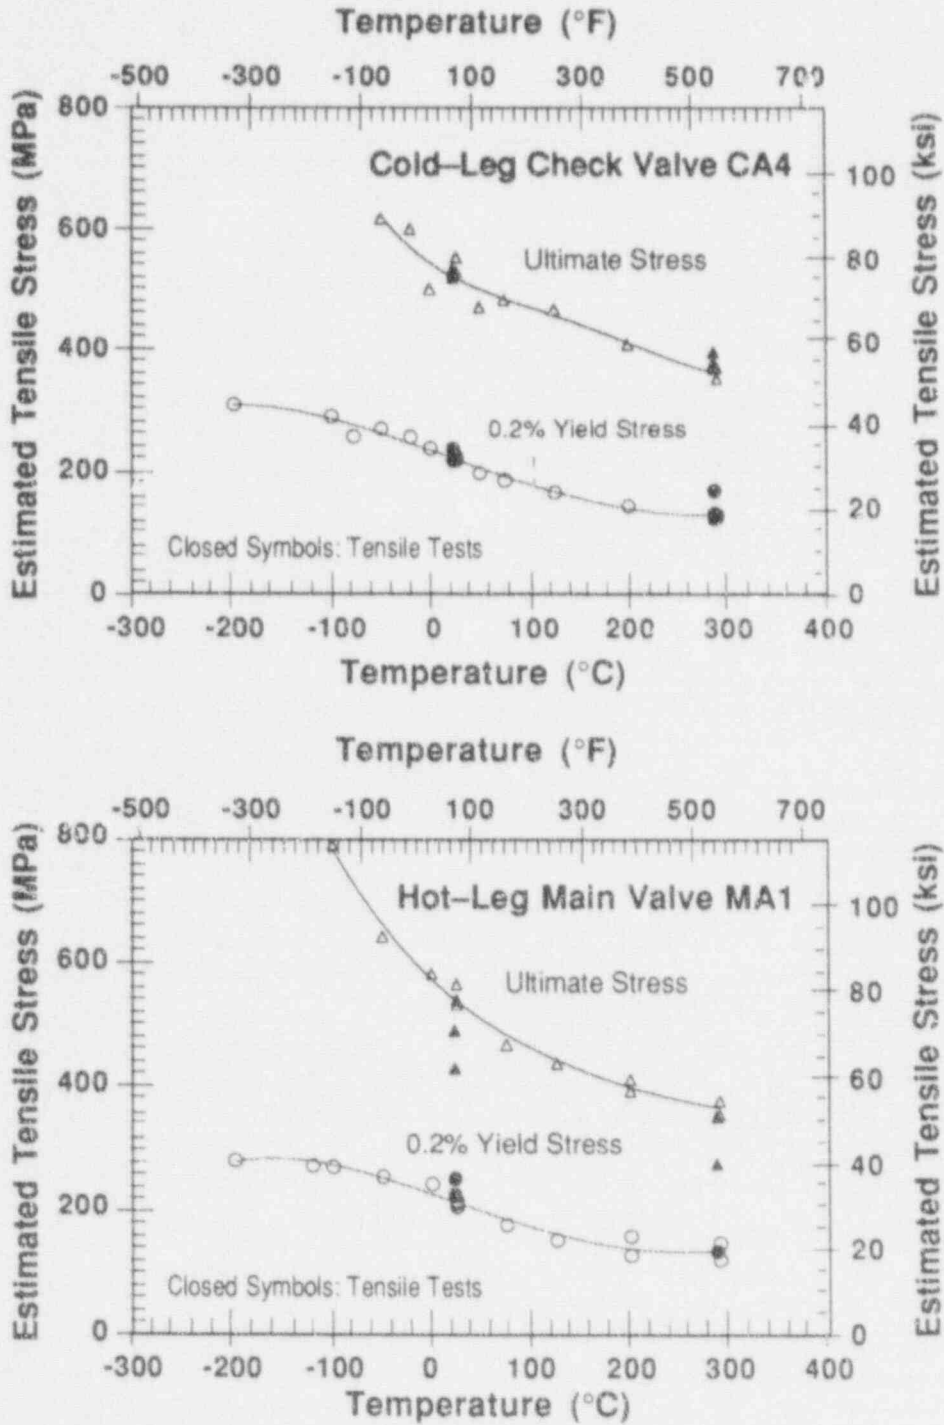 Temperature (°F)
-500 -300 -100 100 300 500 700
Estimated Tensile Stress (MPa)
800
600
400
200
0
Cold–Leg Check Valve CA4
Ultimate Stress
0.2% Yield Stress
Closed Symbols: Tensile Tests
100
80
60
40
20
0
Estimated Tensile Stress (ksi)
-300 -200 -100 0 100 200 300 400
Temperature (°C)
Temperature (°F)
-500 -300 -100 100 300 500 700
Estimated Tensile Stress (MPa)
800
600
400
200
0
Hot–Leg Main Valve MA1
Ultimate Stress
0.2% Yield Stress
Closed Symbols: Tensile Tests
100
80
60
40
20
0
Estimated Tensile Stress (ksi)
-300 -200 -100 0 100 200 300 400
Temperature (°C)